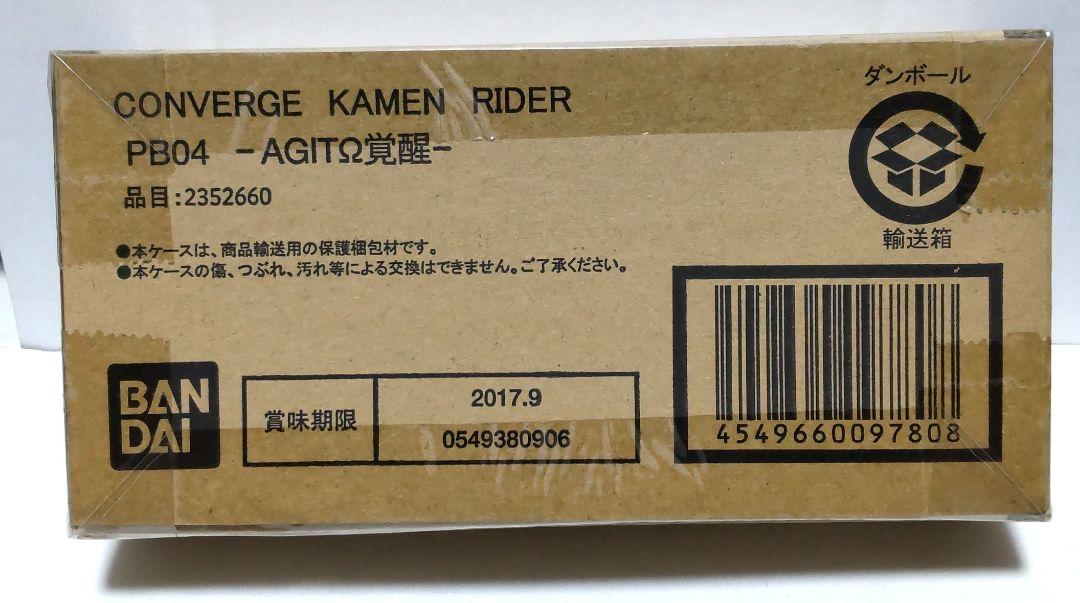 CONVERGE KAMEN RIDER
PB04 -AGITΩ覚醒-
品目:2352660
●本ケースは、商品輸送用の保護梱包材です。
●本ケースの傷、つぶれ、汚れ等による交換はできません。ご了承ください。
ダンボール
輸送箱
BAN
DAI
賞味期限
2017.9
0549380906
4549660097808